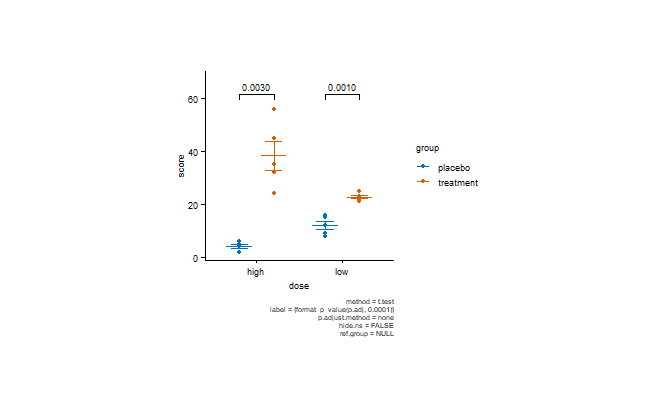 0.0030 0.0010
60
40
20
0
score
high low
dose
group
placebo
treatment
method = t.test
label = {format_p_value(p.adj, 0.0001)}
p.adjust.method = none
hide.ns = FALSE
ref.group = NULL